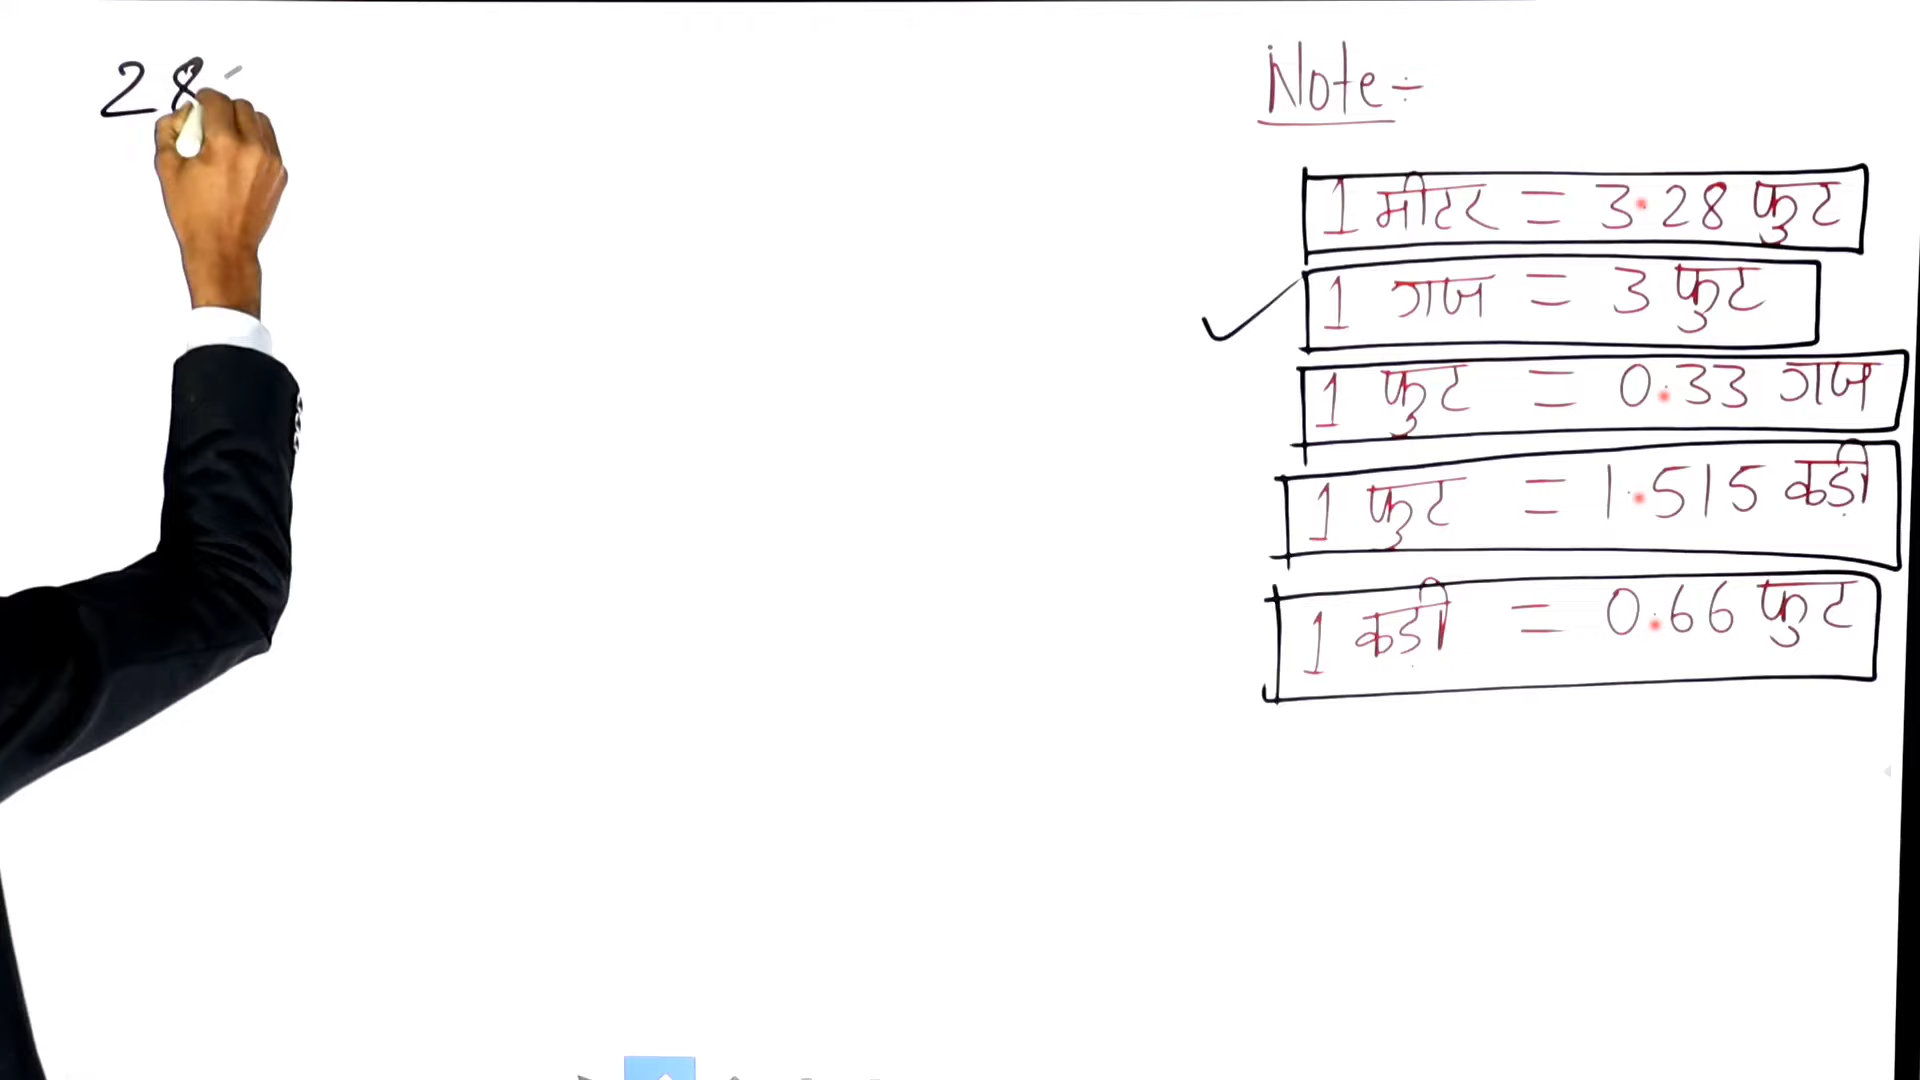 28
Note ÷
1 मीटर = 3.28 फुट
1 गज = 3 फुट
1 फुट = 0.33 गज
1 फुट = 1.515 कड़ी
1 कड़ी = 0.66 फुट